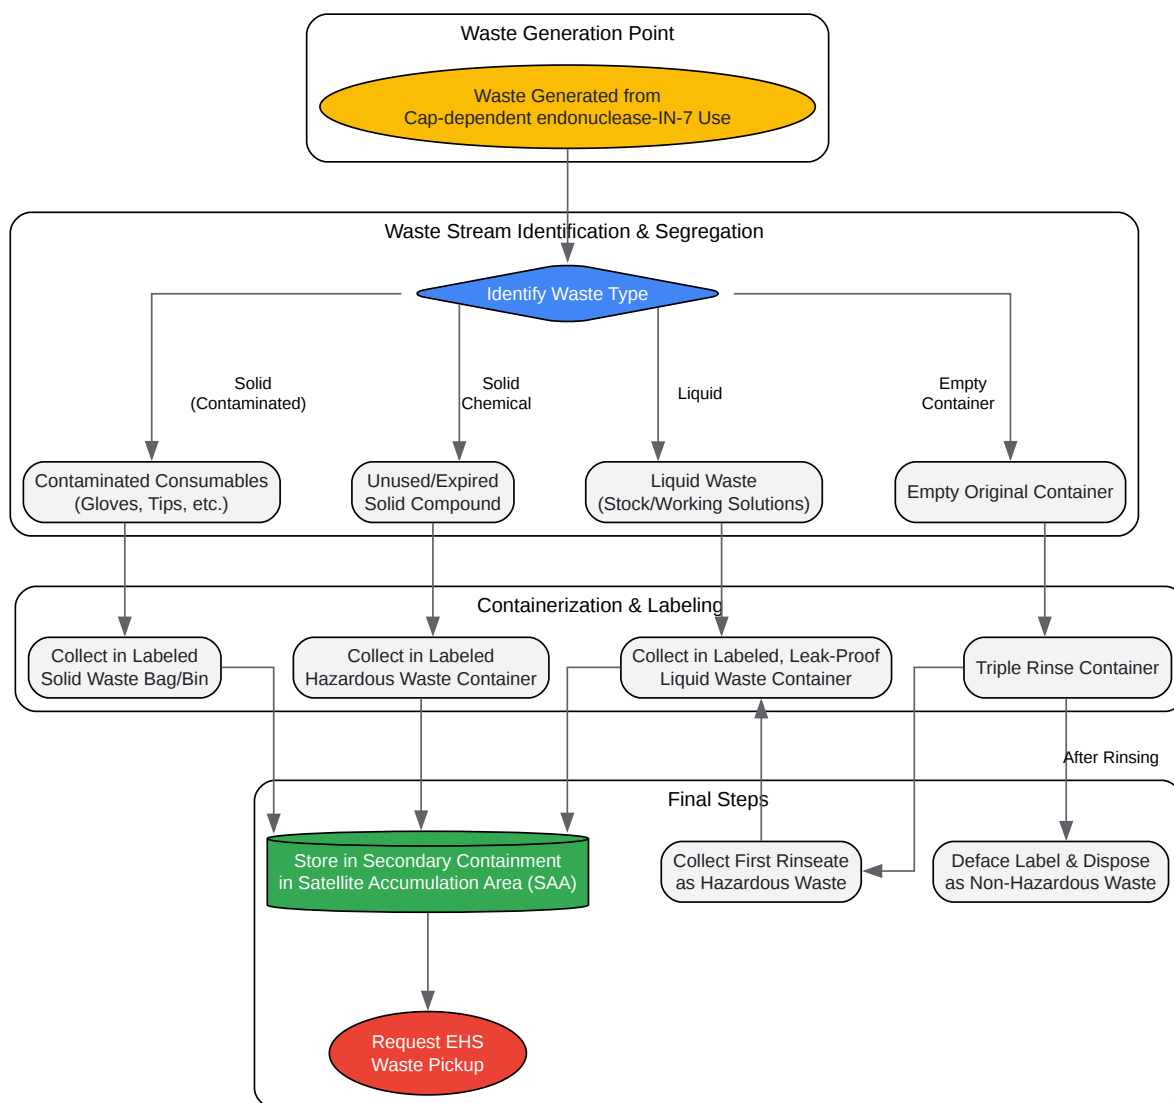 Waste Generation Point
Waste Generated from
Cap-dependent endonuclease-IN-7 Use
Waste Stream Identification & Segregation
Identify Waste Type
Solid
(Contaminated)
Solid
Chemical
Liquid
Empty
Container
Contaminated Consumables
(Gloves, Tips, etc.)
Unused/Expired
Solid Compound
Liquid Waste
(Stock/Working Solutions)
Empty Original Container
Containerization & Labeling
Collect in Labeled
Solid Waste Bag/Bin
Collect in Labeled
Hazardous Waste Container
Collect in Labeled, Leak-Proof
Liquid Waste Container
Triple Rinse Container
After Rinsing
Final Steps
Store in Secondary Containment
in Satellite Accumulation Area (SAA)
Collect First Rinseate
as Hazardous Waste
Deface Label & Dispose
as Non-Hazardous Waste
Request EHS
Waste Pickup